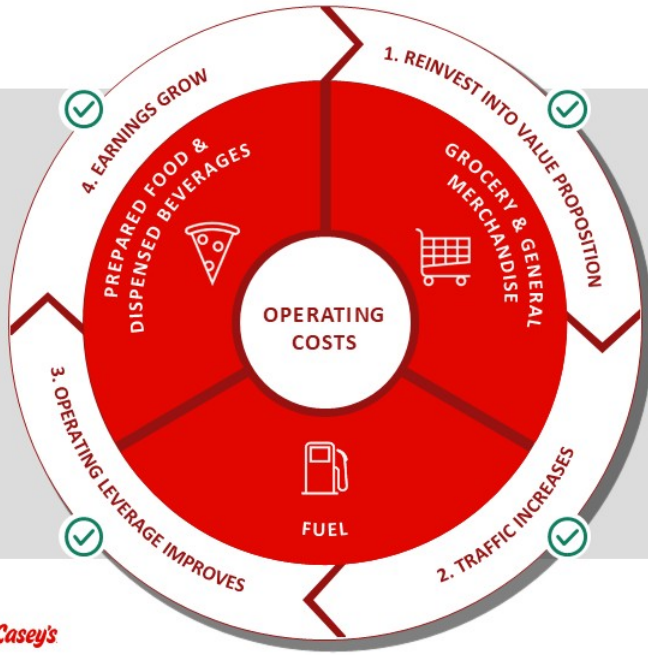 1. REINVEST INTO VALUE PROPOSITION
2. TRAFFIC INCREASES
3. OPERATING LEVERAGE IMPROVES
4. EARNINGS GROW
PREPARED FOOD &
DISPENSED BEVERAGES
GROCERY & GENERAL
MERCHANDISE
OPERATING
COSTS
FUEL
Casey's